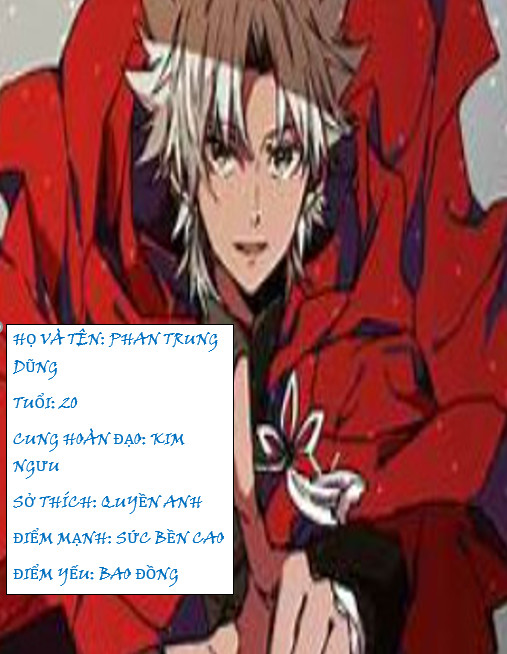 HỌ VÀ TÊN: PHAN TRUNG
DŨNG
TUỔI: 20
CUNG HOÀN ĐẠO: KIM
NGƯU
SỞ THÍCH: QUYỀN ANH
ĐIỂM MẠNH: SỨC BỀN CAO
ĐIỂM YẾU: BAO ĐỒNG